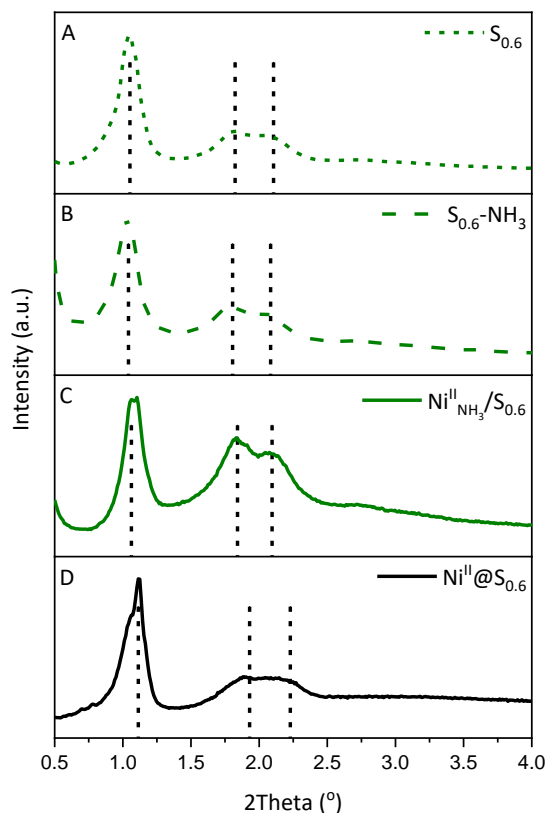 A
S0.6
B
S0.6-NH3
C
NiIINH3/S0.6
D
NiII@S0.6
Intensity (a.u.)
0.5 1.0 1.5 2.0 2.5 3.0 3.5 4.0
2Theta (o)